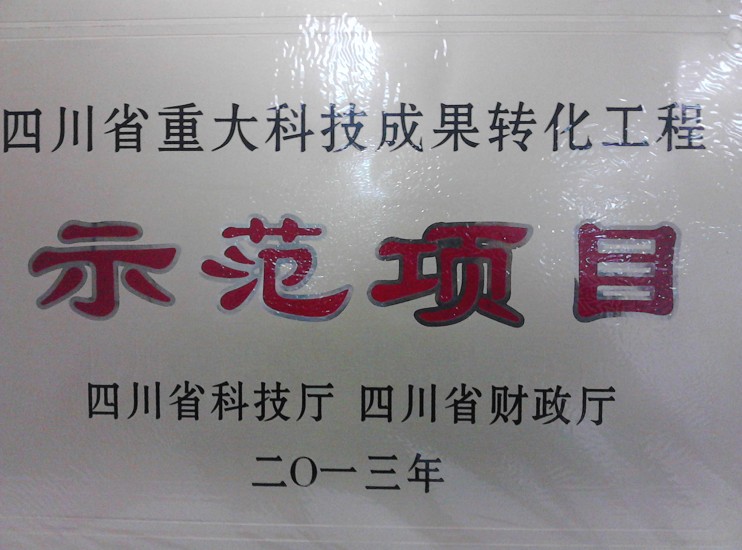 四川省重大科技成果转化工程
示范项目
四川省科技厅 四川省财政厅
二〇一三年